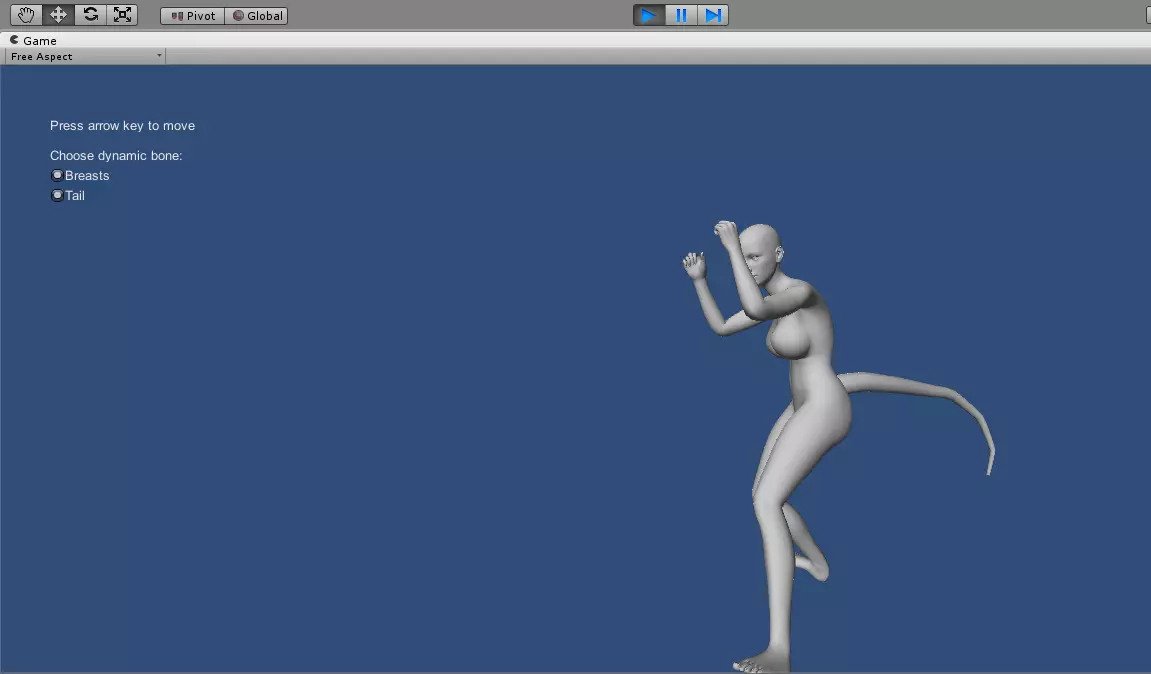 Pivot Global
Game
Free Aspect
Press arrow key to move
Choose dynamic bone:
Breasts
Tail